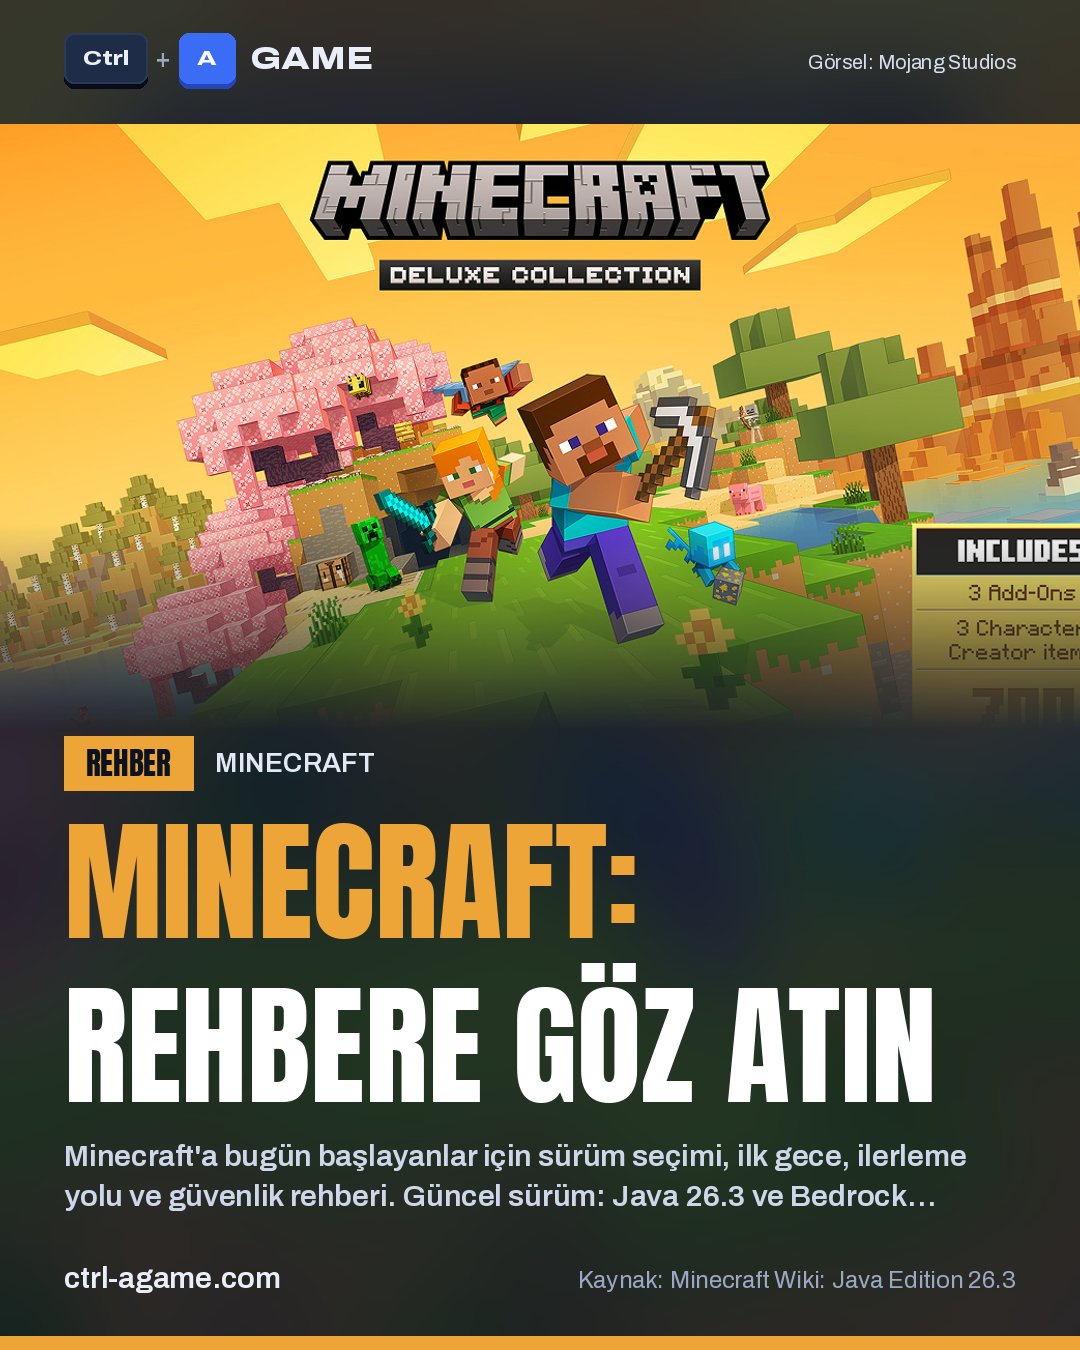 Ctrl + A GAME
Görsel: Mojang Studios
MINECRAFT
DELUXE COLLECTION
INCLUDES
3 Add-Ons
3 Character
Creator item
700
REHBER
MINECRAFT
MINECRAFT:
REHBERE GÖZ ATIN
Minecraft'a bugün başlayanlar için sürüm seçimi, ilk gece, ilerleme
yolu ve güvenlik rehberi. Güncel sürüm: Java 26.3 ve Bedrock...
ctrl-agame.com
Kaynak: Minecraft Wiki: Java Edition 26.3